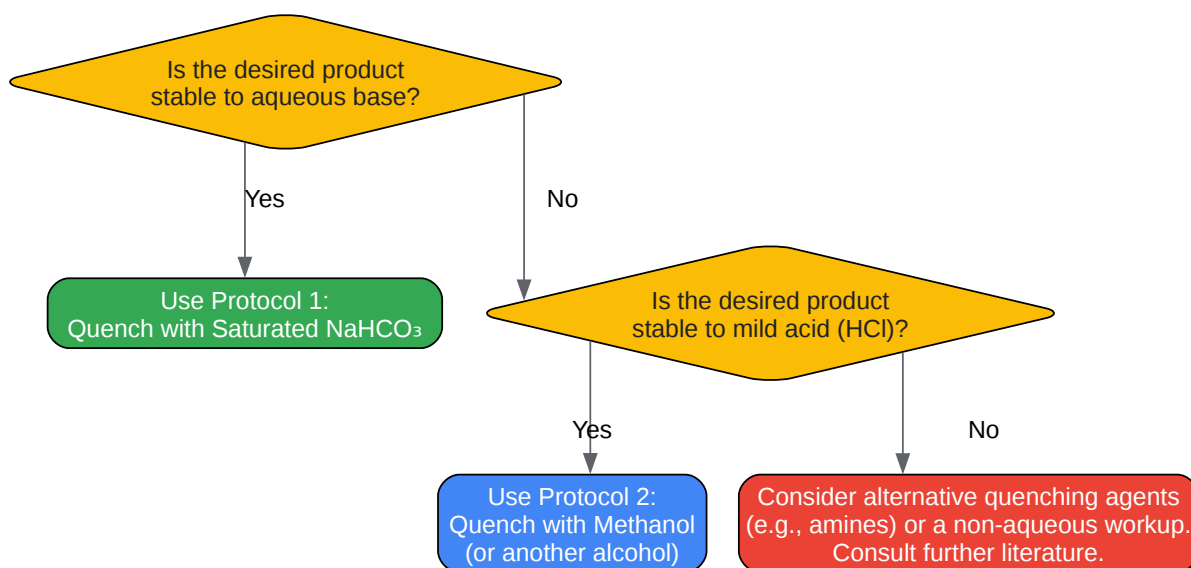 Is the desired product
stable to aqueous base?
Yes
No
Use Protocol 1:
Quench with Saturated NaHCO₃
Is the desired product
stable to mild acid (HCl)?
Yes
No
Use Protocol 2:
Quench with Methanol
(or another alcohol)
Consider alternative quenching agents
(e.g., amines) or a non-aqueous workup.
Consult further literature.